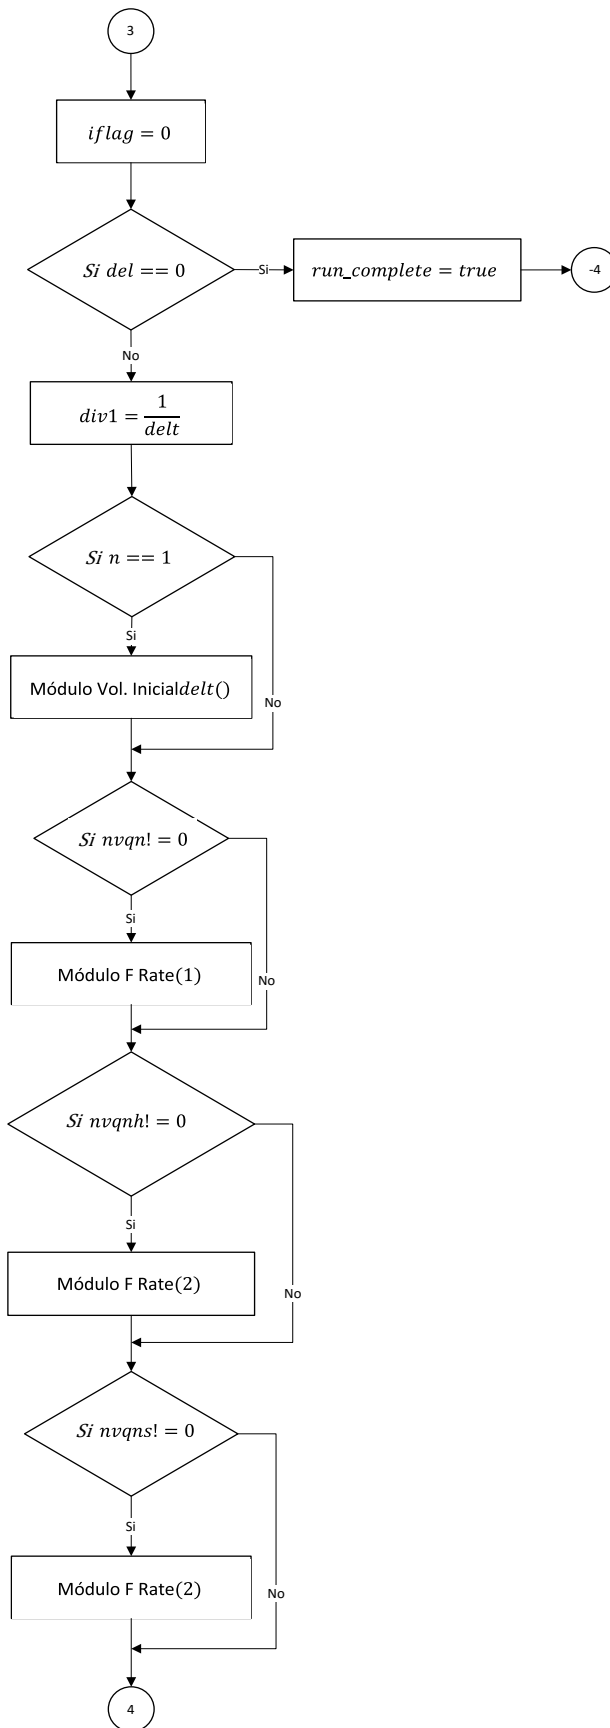 3
iflag = 0
Si del == 0
Si
run_complete = true
-4
No
div1 = 1/delt
Si n == 1
Si
Módulo Vol. Inicialdelt()
No
Si nvqn! = 0
Si
Módulo F Rate(1)
No
Si nvqnh! = 0
Si
Módulo F Rate(2)
No
Si nvqns! = 0
Si
Módulo F Rate(2)
No
4